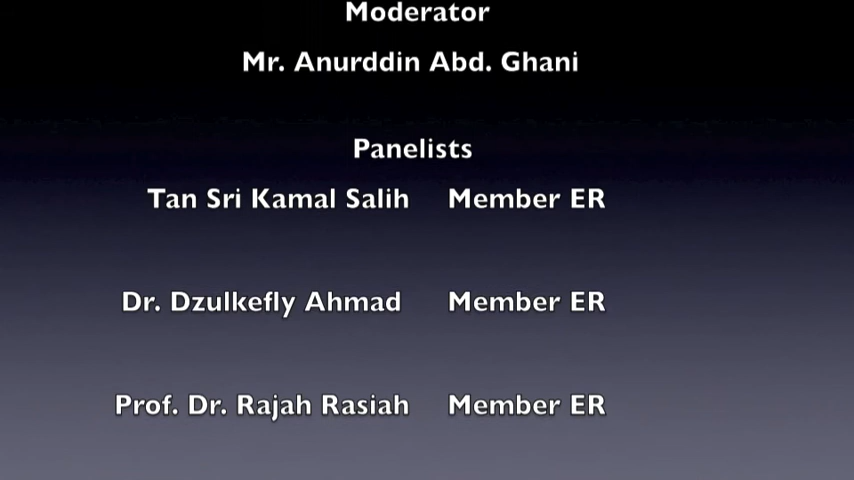 Moderator
Mr. Anurddin Abd. Ghani
Panelists
Tan Sri Kamal Salih Member ER
Dr. Dzulkefly Ahmad Member ER
Prof. Dr. Rajah Rasiah Member ER